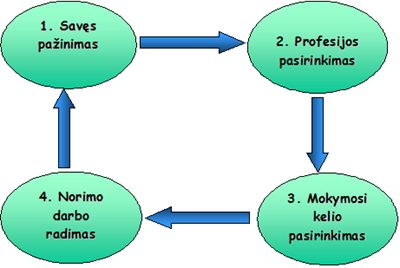 1. Savęs
pažinimas
2. Profesijos
pasirinkimas
3. Mokymosi
kelio
pasirinkimas
4. Norimo
darbo
radimas